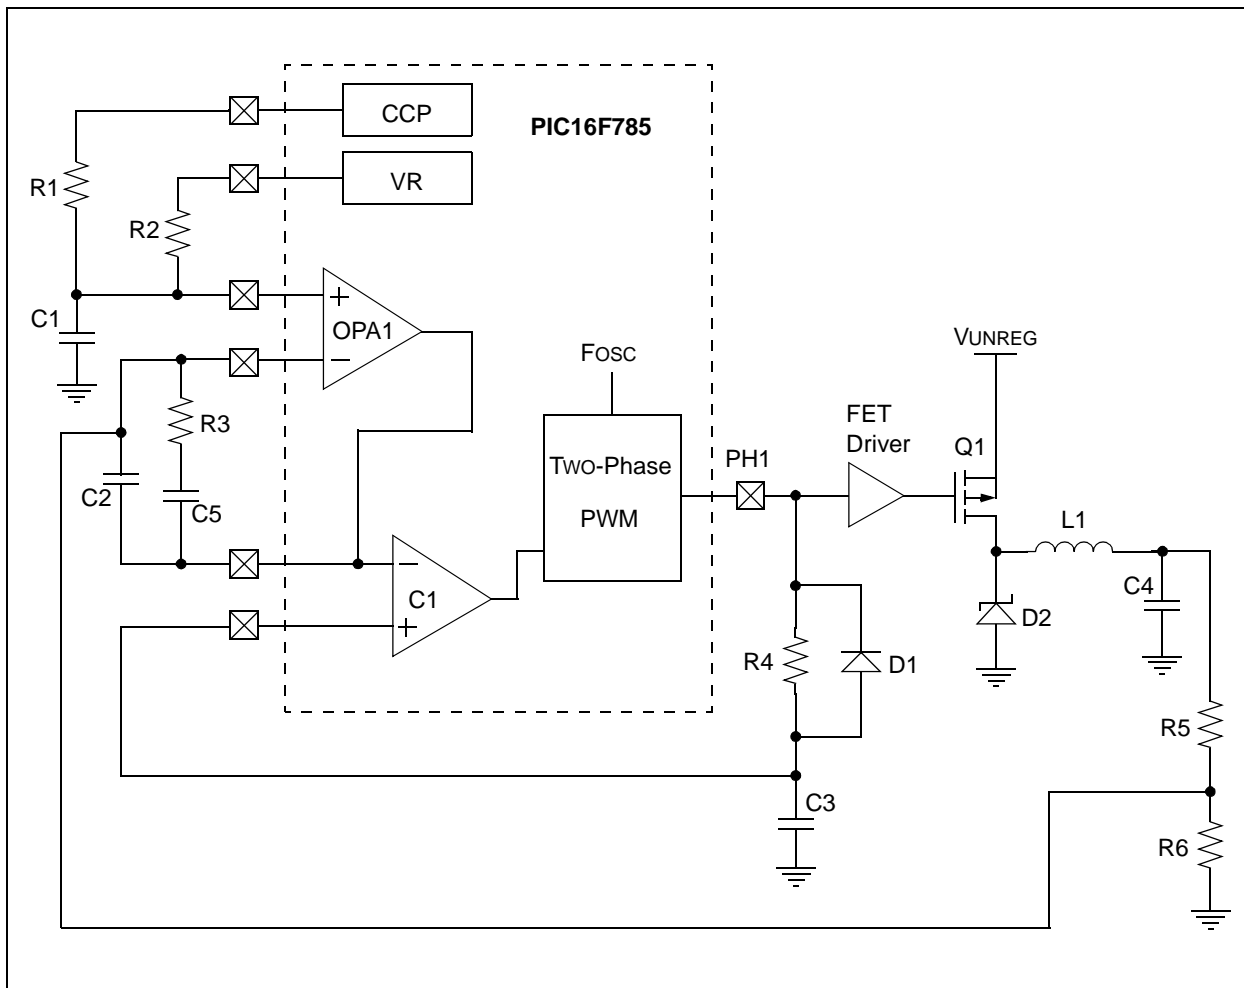 CCP
PIC16F785
VR
R1
R2
OPA1
C1
R3
C2
C5
FOSC
TWO-Phase
PWM
C1
PH1
FET
Driver
VUNREG
Q1
L1
C4
D2
R4
D1
C3
R5
R6